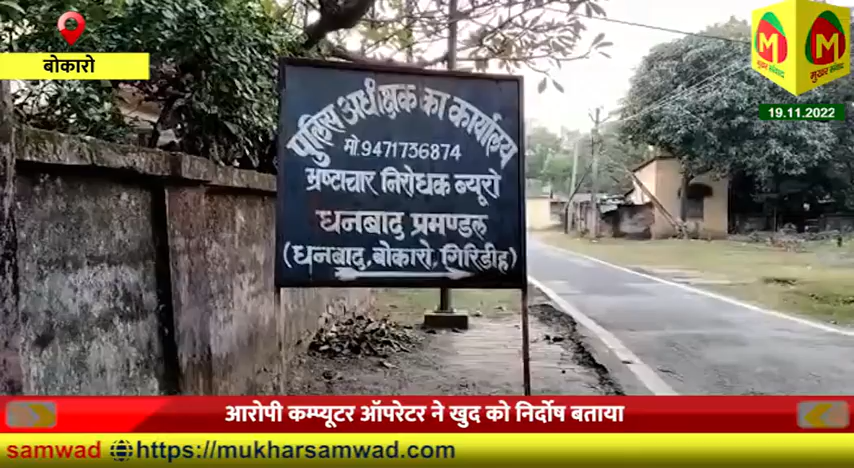 बोकारो
M M
मुखर संवाद
19.11.2022
पुलिस अधीक्षक का कार्यालय
मो.9471736874
भ्रष्टाचार निरोधक ब्यूरो
धनबाद प्रमण्डल
(धनबाद,बोकारो,गिरिडीह)
आरोपी कम्प्यूटर ऑपरेटर ने खुद को निर्दोष बताया
samwad https://mukharsamwad.com